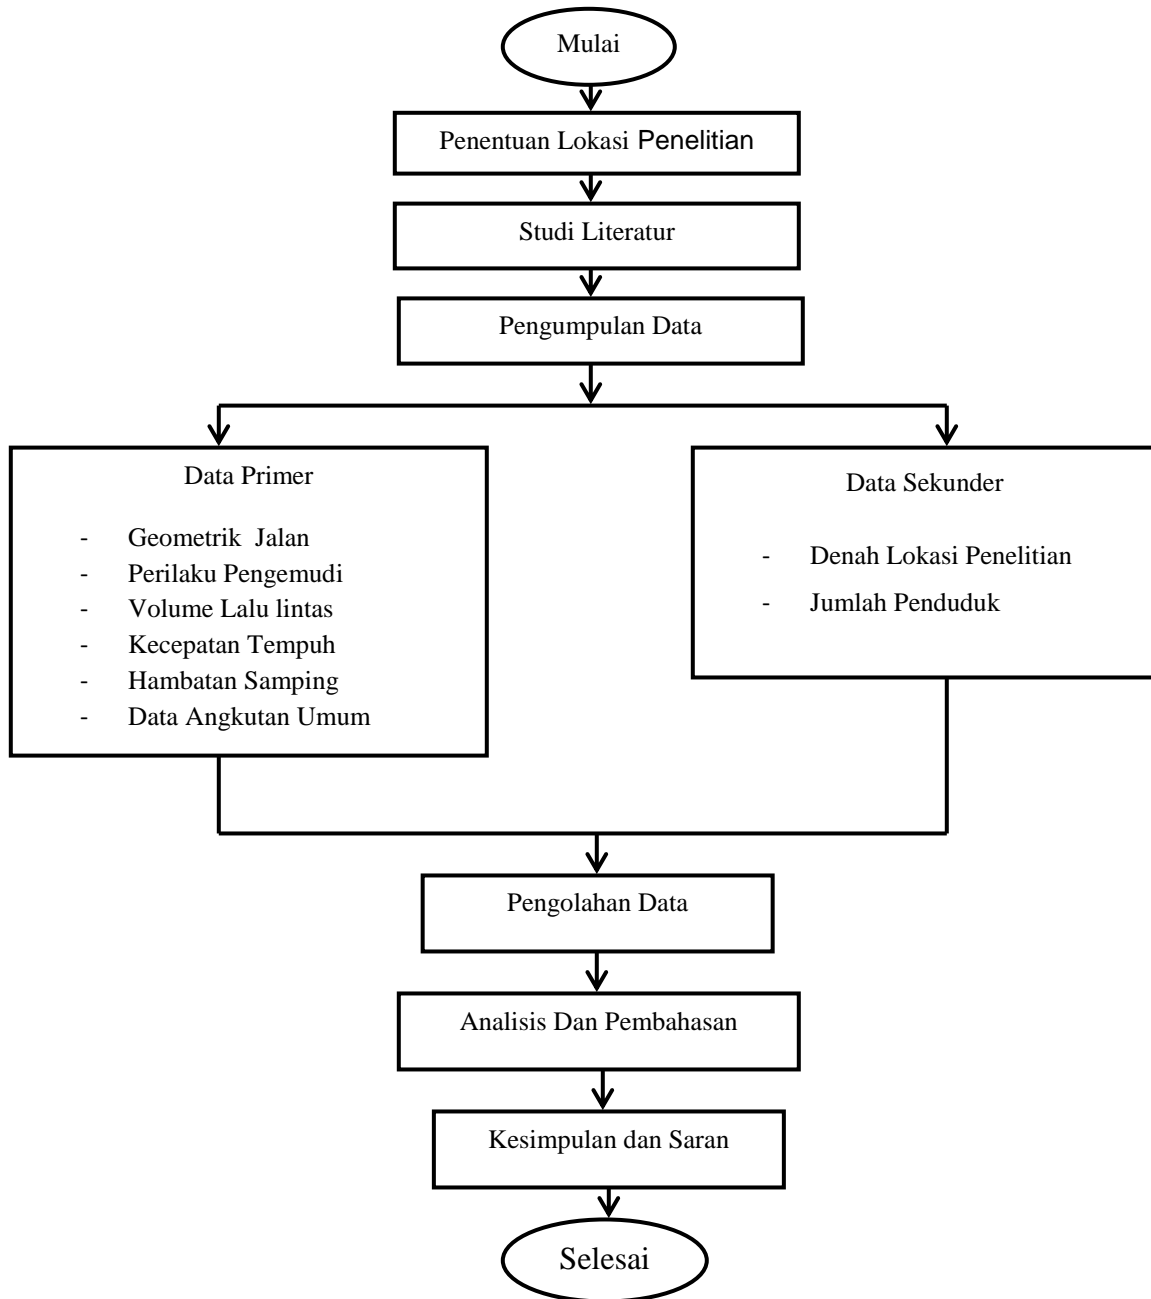 Mulai
Penentuan Lokasi Penelitian
Studi Literatur
Pengumpulan Data
Data Primer
- Geometrik Jalan
- Perilaku Pengemudi
- Volume Lalu lintas
- Kecepatan Tempuh
- Hambatan Samping
- Data Angkutan Umum
Data Sekunder
- Denah Lokasi Penelitian
- Jumlah Penduduk
Pengolahan Data
Analisis Dan Pembahasan
Kesimpulan dan Saran
Selesai